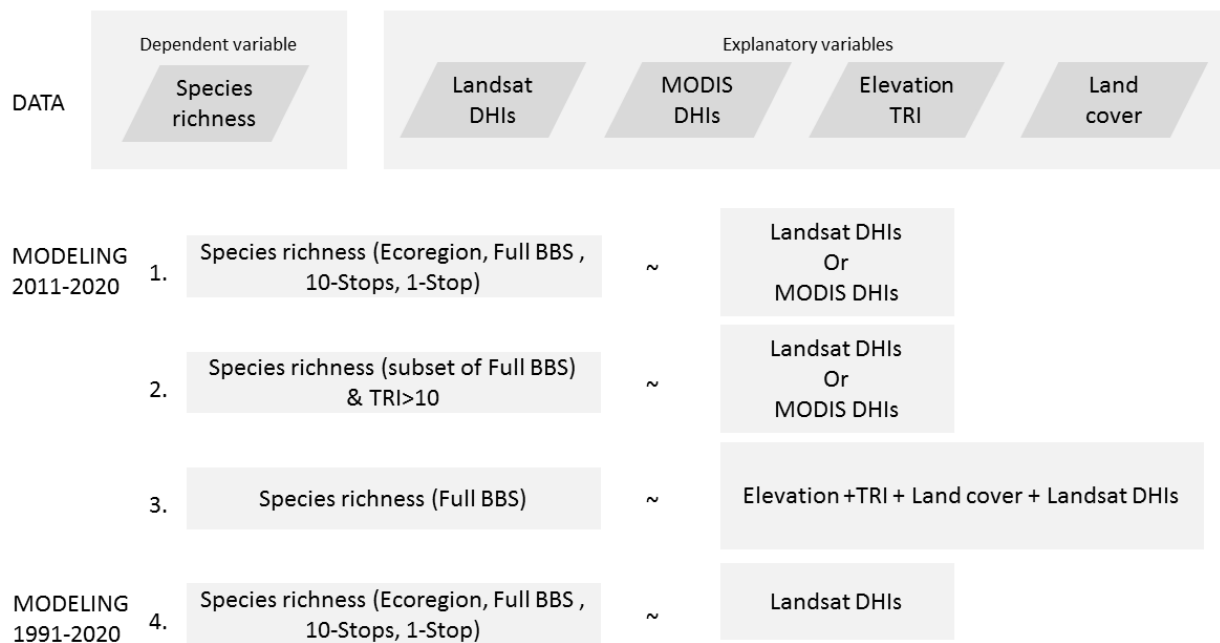 Dependent variable
Explanatory variables
DATA
Species
richness
Landsat
DHIs
MODIS
DHIs
Elevation
TRI
Land
cover
MODELING
2011-2020
1.
Species richness (Ecoregion, Full BBS ,
10-Stops, 1-Stop)
~
Landsat DHIs
Or
MODIS DHIs
2.
Species richness (subset of Full BBS)
& TRI>10
~
Landsat DHIs
Or
MODIS DHIs
3.
Species richness (Full BBS)
~
Elevation +TRI + Land cover + Landsat DHIs
MODELING
1991-2020
4.
Species richness (Ecoregion, Full BBS ,
10-Stops, 1-Stop)
~
Landsat DHIs